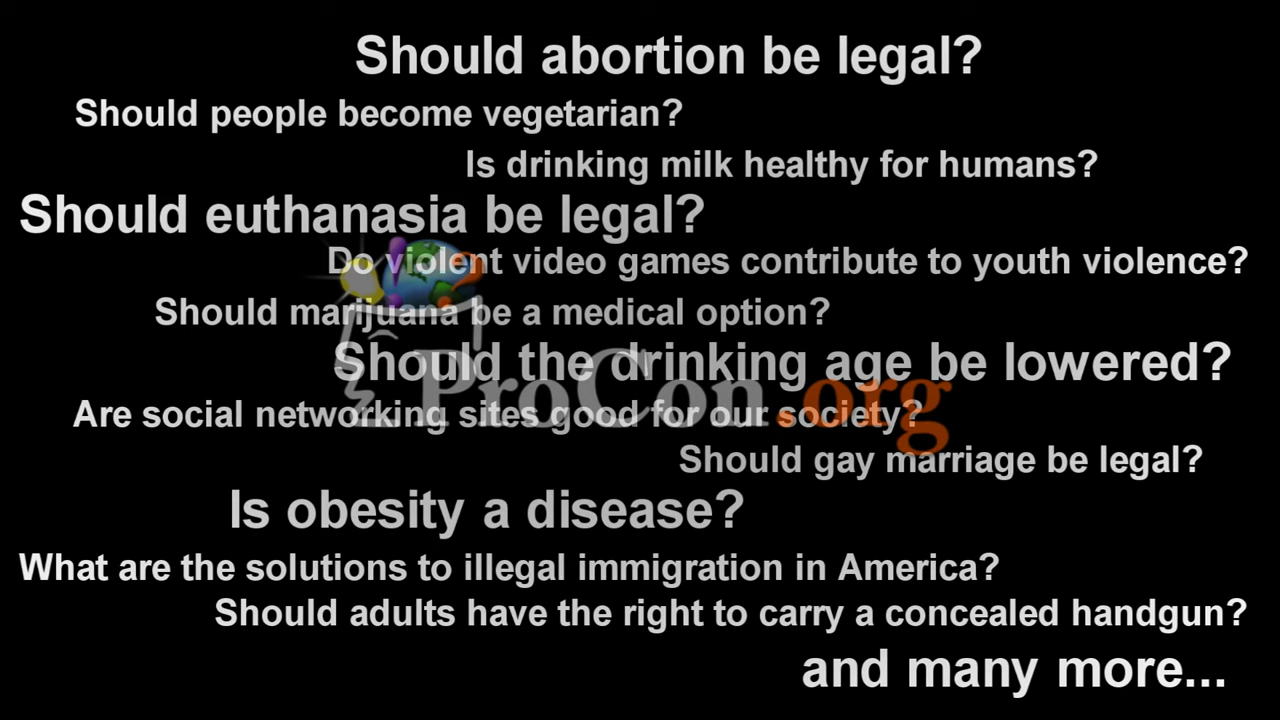 Should abortion be legal?
Should people become vegetarian?
Is drinking milk healthy for humans?
Should euthanasia be legal?
Do violent video games contribute to youth violence?
Should marijuana be a medical option?
Should the drinking age be lowered?
ProCon.org
Are social networking sites good for our society?
Should gay marriage be legal?
Is obesity a disease?
What are the solutions to illegal immigration in America?
Should adults have the right to carry a concealed handgun?
and many more...